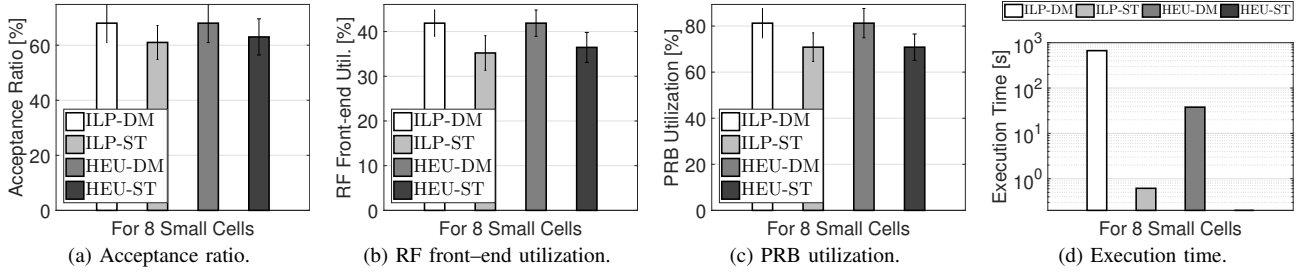 Acceptance Ratio [%]
60
40
20
0
ILP-DM
ILP-ST
HEU-DM
HEU-ST
For 8 Small Cells
(a) Acceptance ratio.
RF Front-end Util. [%]
40
30
20
10
0
ILP-DM
ILP-ST
HEU-DM
HEU-ST
For 8 Small Cells
(b) RF front–end utilization.
PRB Utilization [%]
80
60
40
20
0
ILP-DM
ILP-ST
HEU-DM
HEU-ST
For 8 Small Cells
(c) PRB utilization.
ILP-DM ILP-ST HEU-DM HEU-ST
Execution Time [s]
10³
10²
10¹
10⁰
For 8 Small Cells
(d) Execution time.